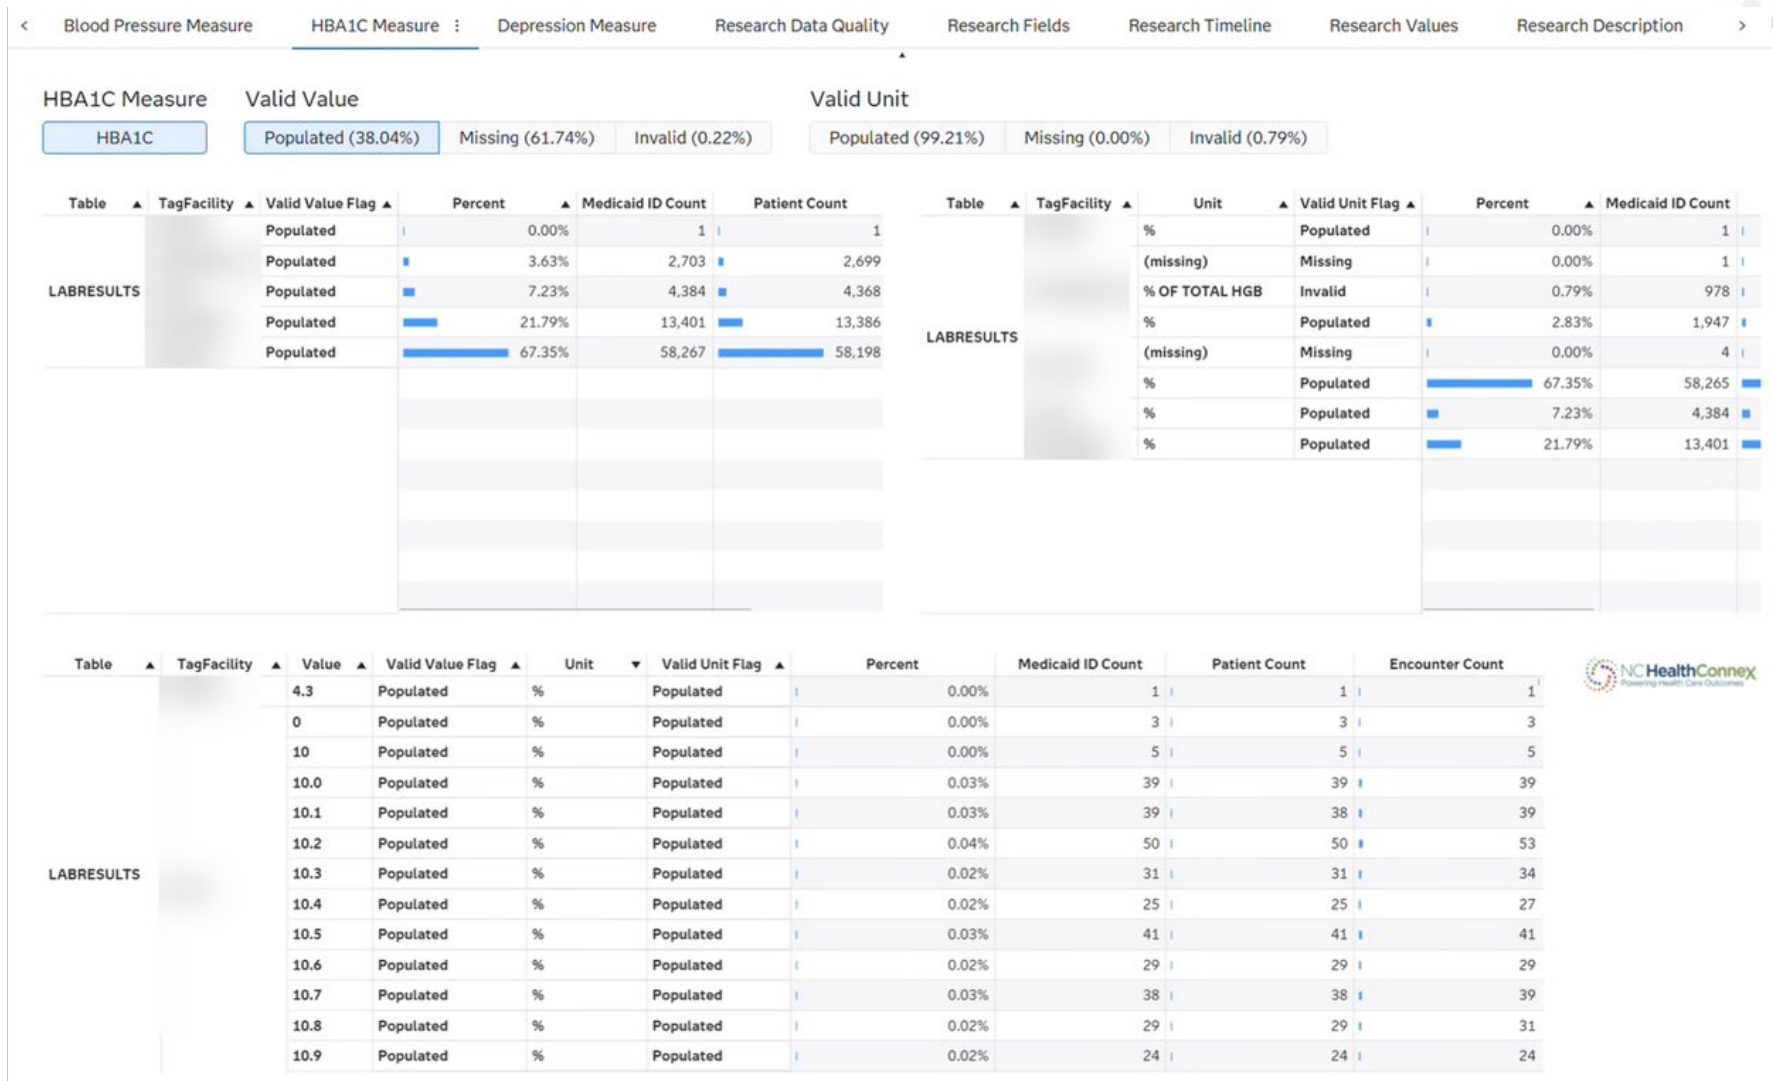 Blood Pressure Measure HBA1C Measure Depression Measure Research Data Quality Research Fields Research Timeline Research Values Research Description
HBA1C Measure Valid Value Valid Unit
HBA1C Populated (38.04%) Missing (61.74%) Invalid (0.22%) Populated (99.21%) Missing (0.00%) Invalid (0.79%)
Table TagFacility Valid Value Flag Percent Medicaid ID Count Patient Count
Populated 0.00% 1 1
Populated 3.63% 2,703 2,699
LABRESULTS Populated 7.23% 4,384 4,368
Populated 21.79% 13,401 13,386
Populated 67.35% 58,267 58,198
Table TagFacility Unit Valid Unit Flag Percent Medicaid ID Count
% Populated 0.00% 1
(missing) Missing 0.00% 1
% OF TOTAL HGB Invalid 0.79% 978
% Populated 2.83% 1,947
LABRESULTS
(missing) Missing 0.00% 4
% Populated 67.35% 58,265
% Populated 7.23% 4,384
% Populated 21.79% 13,401
Table TagFacility Value Valid Value Flag Unit Valid Unit Flag Percent Medicaid ID Count Patient Count Encounter Count
4.3 Populated % Populated 0.00% 1 1 1
0 Populated % Populated 0.00% 3 3 3
10 Populated % Populated 0.00% 5 5 5
10.0 Populated % Populated 0.03% 39 39 39
10.1 Populated % Populated 0.03% 39 38 39
10.2 Populated % Populated 0.04% 50 50 53
LABRESULTS 10.3 Populated % Populated 0.02% 31 31 34
10.4 Populated % Populated 0.02% 25 25 27
10.5 Populated % Populated 0.03% 41 41 41
10.6 Populated % Populated 0.02% 29 29 29
10.7 Populated % Populated 0.03% 38 38 39
10.8 Populated % Populated 0.02% 29 29 31
10.9 Populated % Populated 0.02% 24 24 24
NCHealthConnex
Powering Health Care Outcomes